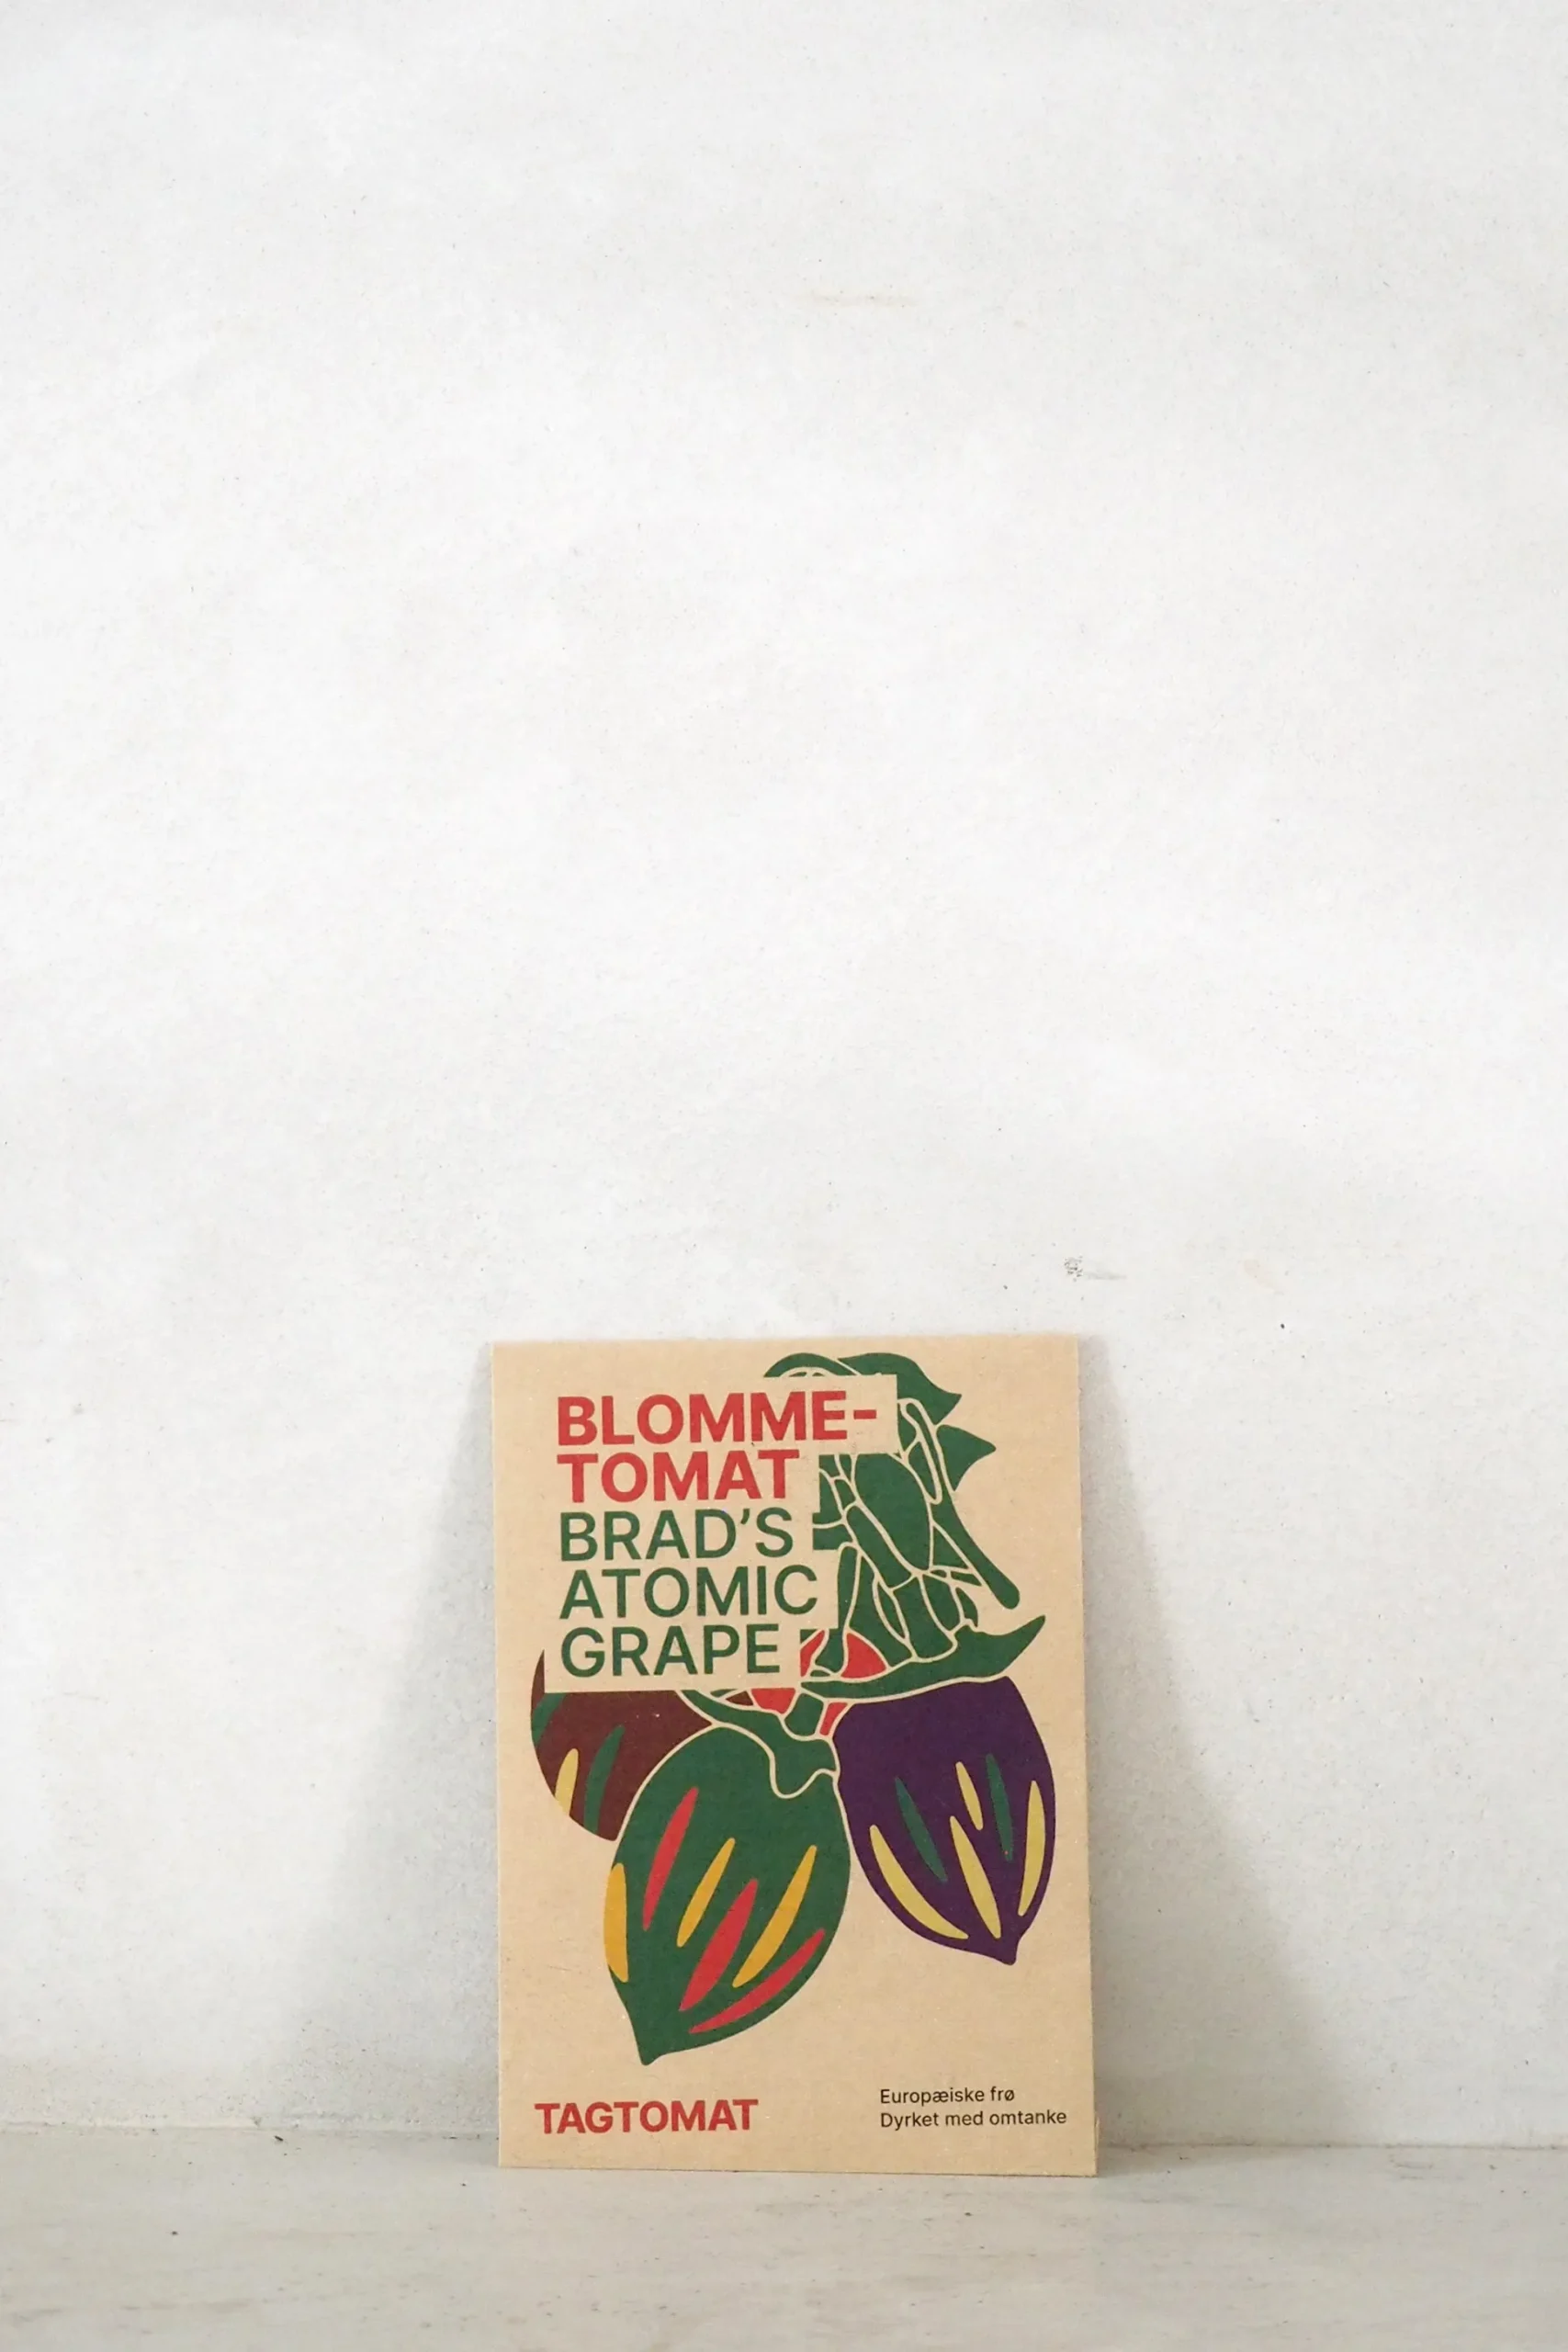 BLOMME-
TOMAT
BRAD'S
ATOMIC
GRAPE
TAGTOMAT
Europæiske frø
Dyrket med omtanke